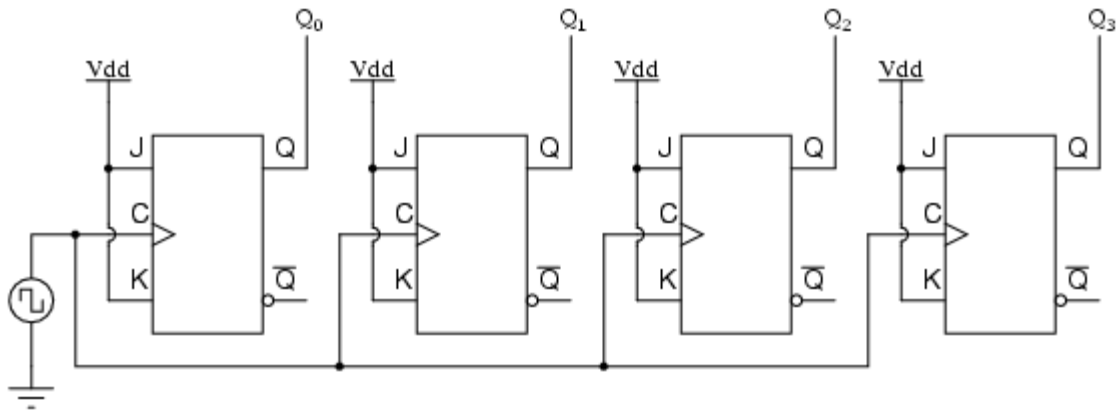 Q₀ Q₁ Q₂ Q₃
Vdd Vdd Vdd Vdd
J Q J Q J Q J Q
C C C C
K Q̅ K Q̅ K Q̅ K Q̅